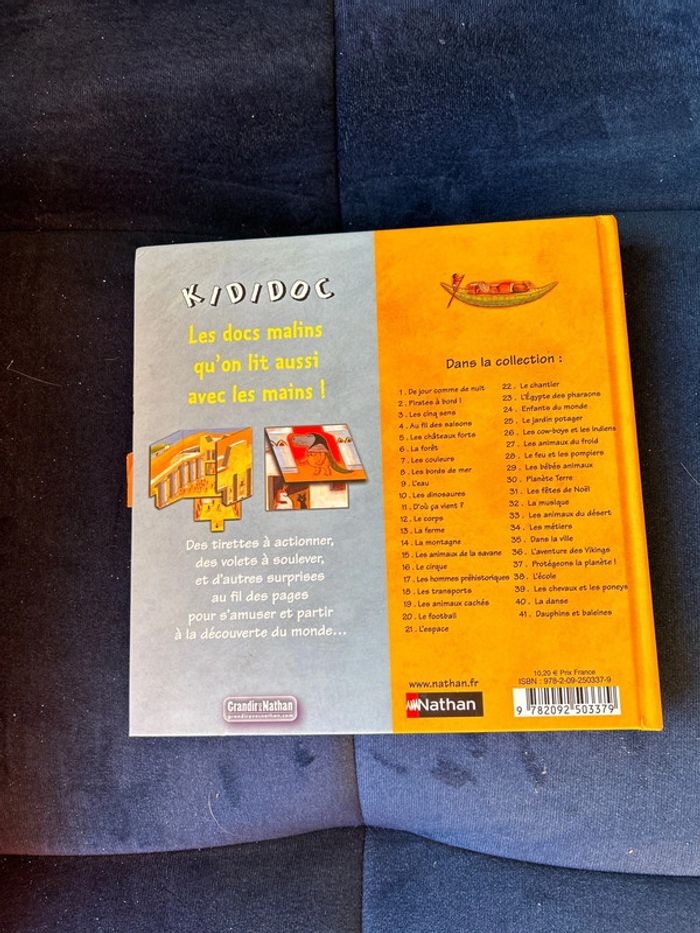 KIDIDOC
Les docs malins
qu'on lit aussi
avec les mains !
Des tirettes à actionner,
des volets à soulever,
et d'autres surprises
au fil des pages
pour s'amuser et partir
à la découverte du monde...
Grandir avec Nathan
grandiravecnathan.com
Dans la collection :
1 . De jour comme de nuit
2 . Pirates à bord !
3 . Les cinq sens
4 . Au fil des saisons
5 . Les châteaux forts
6 . La forêt
7 . Les couleurs
8 . Les bords de mer
9 . L'eau
10 . Les dinosaures
11 . D'où ça vient ?
12 . Le corps
13 . La ferme
14 . La montagne
15 . Les animaux de la savane
16 . Le cirque
17 . Les hommes préhistoriques
18 . Les transports
19 . Les animaux cachés
20 . Le football
21 . L'espace
22 . Le chantier
23 . L'Égypte des pharaons
24 . Enfants du monde
25 . Le jardin potager
26 . Les cow-boys et les Indiens
27 . Les animaux du froid
28 . Le feu et les pompiers
29 . Les bébés animaux
30 . Planète Terre
31 . Les fêtes de Noël
32 . La musique
33 . Les animaux du désert
34 . Les métiers
35 . Dans la ville
36 . L'aventure des Vikings
37 . Protégeons la planète !
38 . L'école
39 . Les chevaux et les poneys
40 . La danse
41 . Dauphins et baleines
www.nathan.fr
Nathan
10,20 € Prix France
ISBN : 978-2-09-250337-9
9 782092 503379